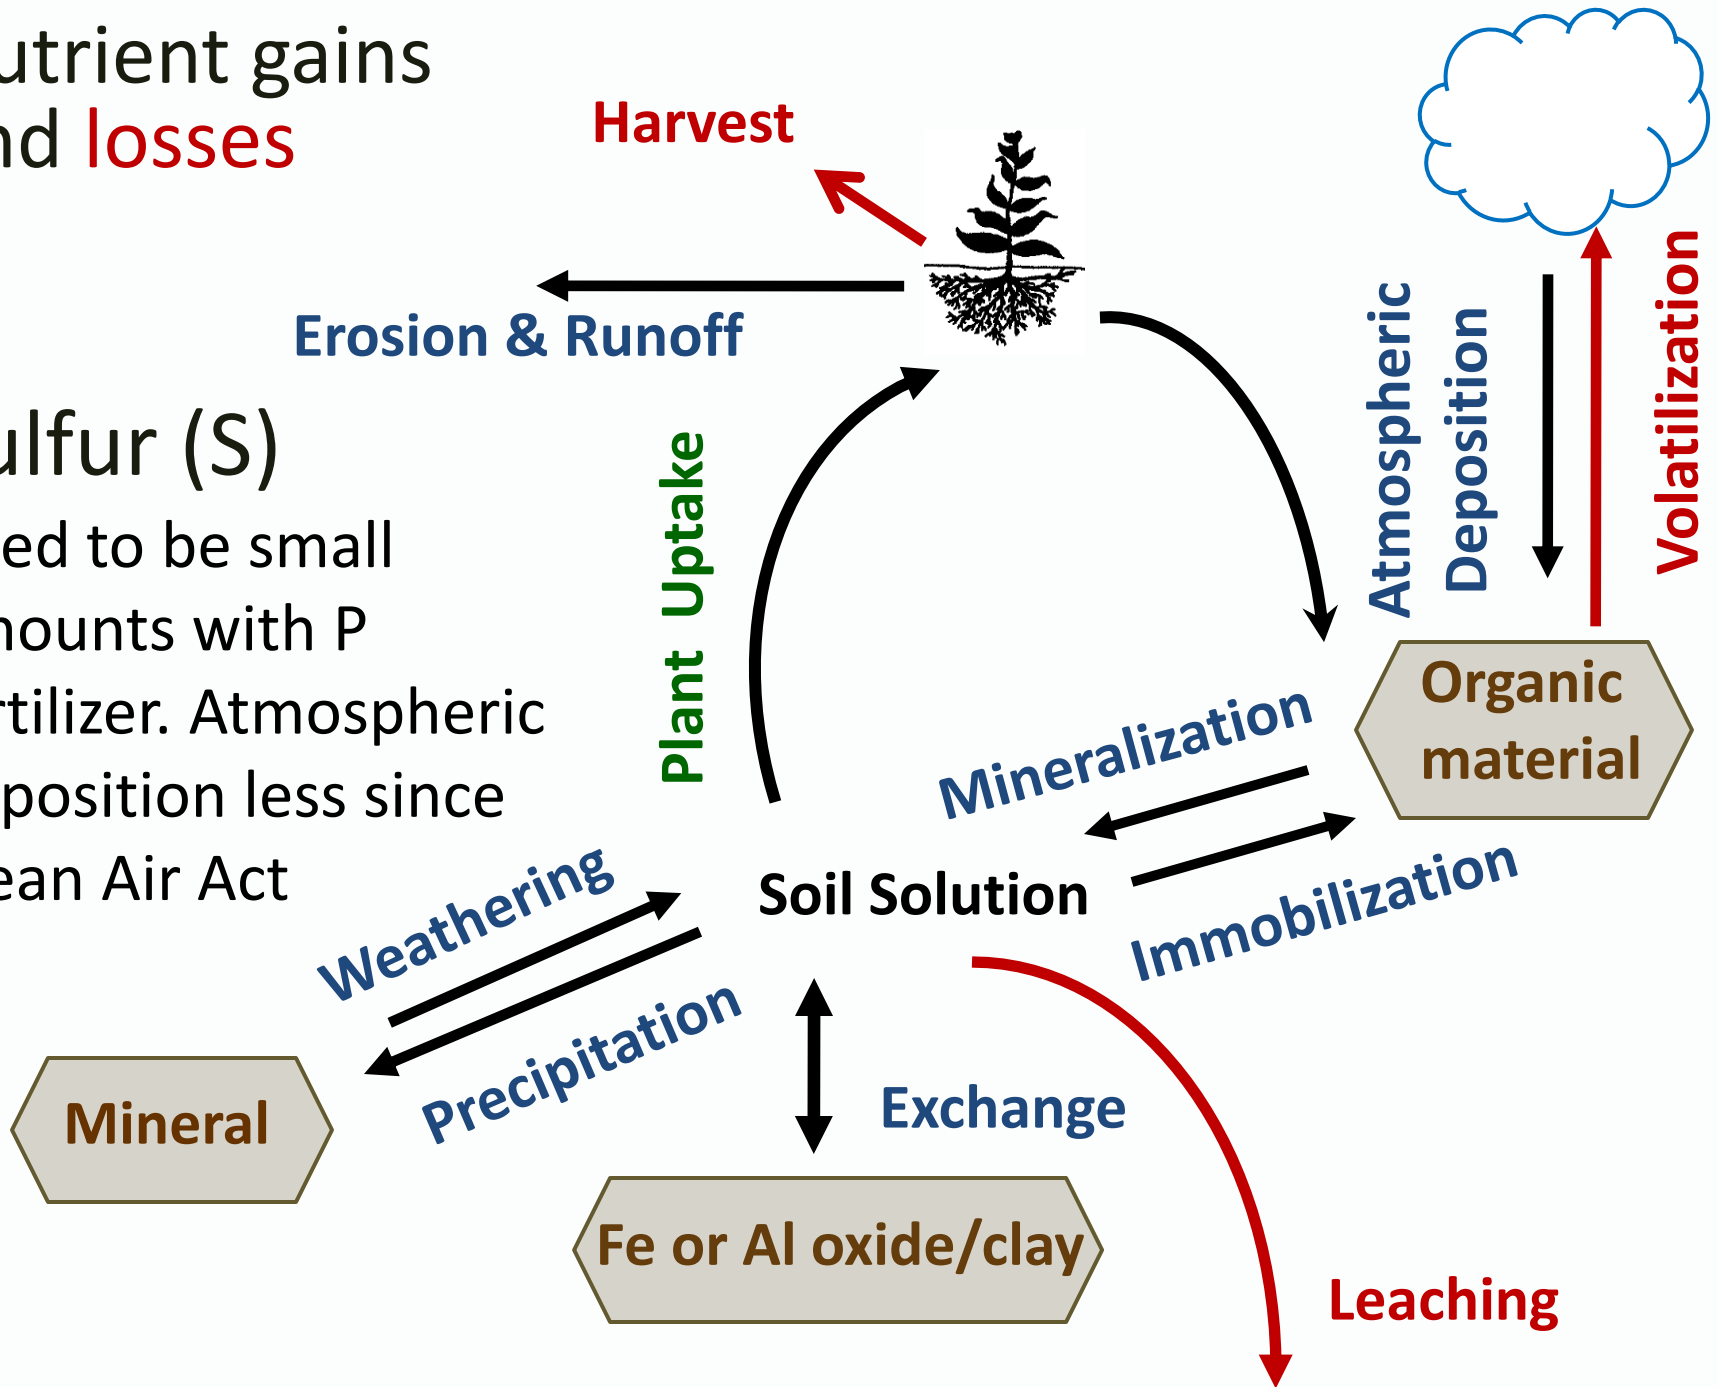 utrient gains
nd losses
Harvest
Erosion & Runoff
Atmospheric
Deposition
Volatilization
ulfur (S)
ed to be small
nounts with P
rtilizer. Atmospheric
position less since
ean Air Act
Plant Uptake
Organic
material
Mineralization
Immobilization
Soil Solution
Weathering
Precipitation
Mineral
Exchange
Fe or Al oxide/clay
Leaching